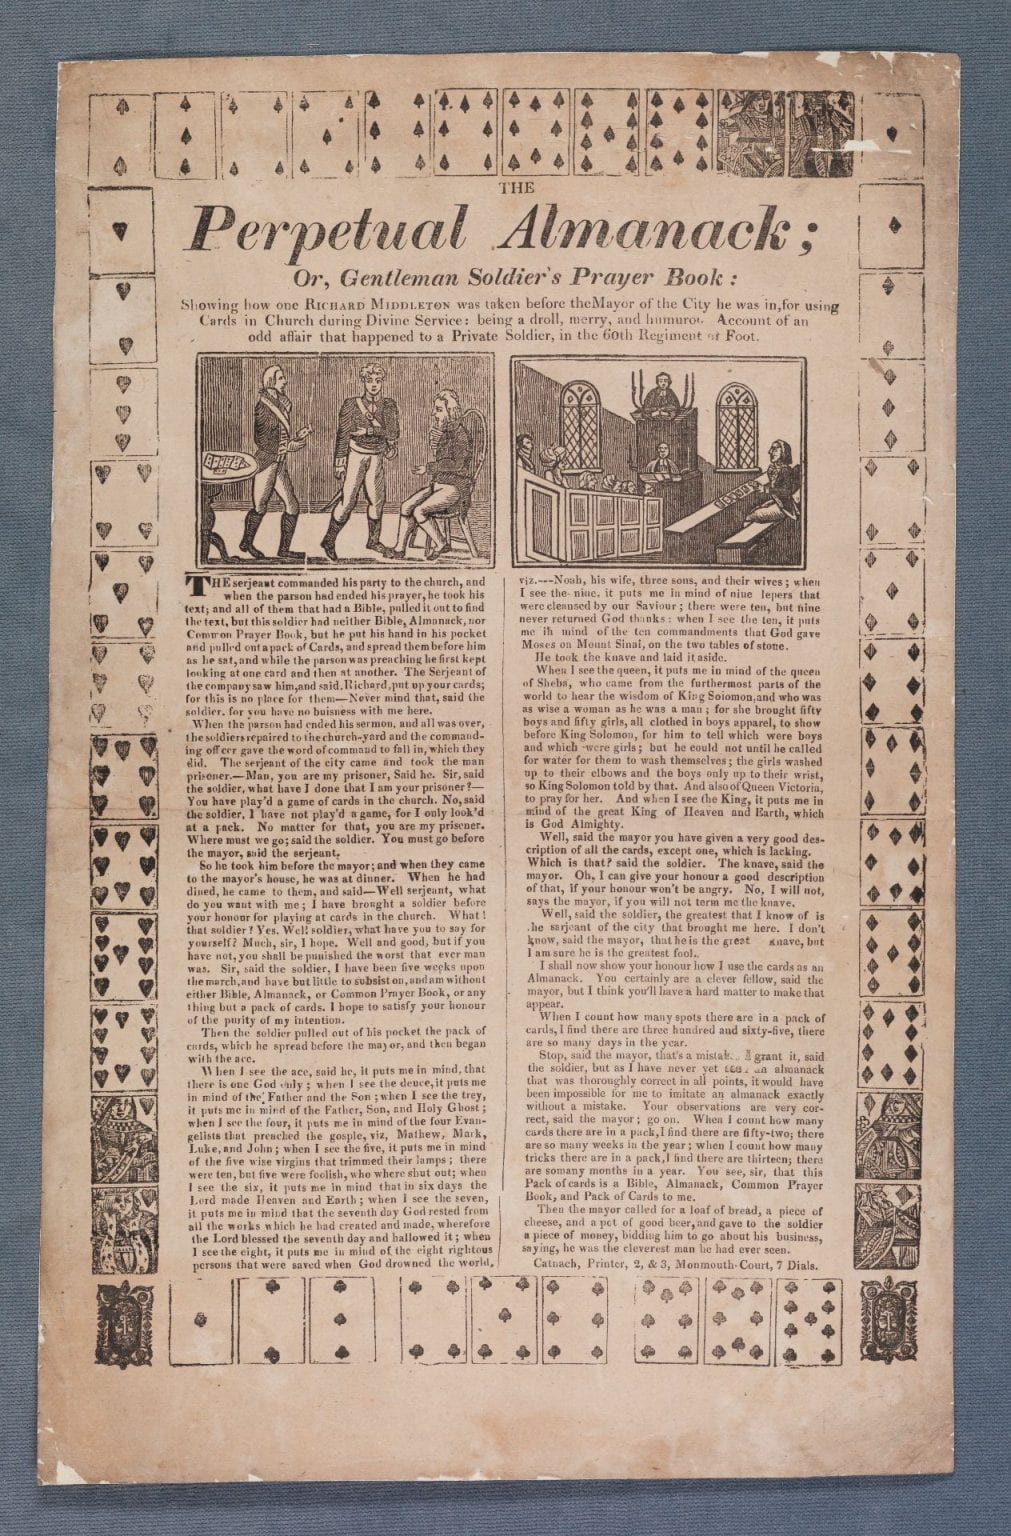 THE
Perpetual Almanack;
Or, Gentleman Soldier's Prayer Book:
Showing how one RICHARD MIDDLETON was taken before theMayor of the City he was in, for using
Cards in Church during Divine Service: being a droll, merry, and humurou Account of an
odd affair that happened to a Private Soldier, in the 60th Regiment of Foot.
THE serjeant commanded his party to the church, and
when the parson had ended his prayer, he took his
text; and all of them that had a Bible, pulled it out to find
the text, but this soldier had neither Bible, Almanack, nor
Common Prayer Book, but he put his hand in his pocket
and pulled out a pack of Cards, and spread them before him
as he sat, and while the parson was preaching he first kept
looking at one card and then at another. The Serjeant of
the company saw him, and said, Richard, put up your cards;
for this is no place for them—Never mind that, said the
soldier, for you have no buisness with me here.
When the parson had ended his sermon, and all was over,
the soldiers repaired to the church-yard and the command-
ing officer gave the word of command to fall in, which they
did. The serjeant of the city came and took the man
prisoner.—Man, you are my prisoner, Said he. Sir, said
the soldier, what have I done that I am your prisoner?—
You have play'd a game of cards in the church. No, said
the soldier, I have not play'd a game, for I only look'd
at a pack. No matter for that, you are my prisoner.
Where must we go; said the soldier. You must go before
the mayor, said the serjeant.
So he took him before the mayor; and when they came
to the mayor's house, he was at dinner. When he had
dined, he came to them, and said—Well serjeant, what
do you want with me; I have brought a soldier before
your honour for playing at cards in the church. What!
that soldier? Yes. Well soldier, what have you to say for
yourself? Much, sir, I hope. Well and good, but if you
have not, you shall be punished the worst that ever man
was. Sir, said the soldier, I have been five weeks upon
the march, and have but little to subsist on, and am without
either Bible, Almanack, or Common Prayer Book, or any
thing but a pack of cards. I hope to satisfy your honour
of the purity of my intention.
Then the soldier pulled out of his pocket the pack of
cards, which he spread before the mayor, and then began
with the ace.
When I see the ace, said he, it puts me in mind, that
there is one God only; when I see the deuce, it puts me
in mind of the Father and the Son; when I see the trey,
it puts me in mind of the Father, Son, and Holy Ghost;
when I see the four, it puts me in mind of the four Evan-
gelists that preached the gosple, viz, Mathew, Mark,
Luke, and John; when I see the five, it puts me in mind
of the five wise virgins that trimmed their lamps; there
were ten, but five were foolish, who where shut out; when
I see the six, it puts me in mind that in six days the
Lord made Heaven and Earth; when I see the seven,
it puts me in mind that the seventh day God rested from
all the works which he had created and made, wherefore
the Lord blessed the seventh day and hallowed it; when
I see the eight, it puts me in mind of the eight rightous
persons that were saved when God drowned the world,
viz.---Noah, his wife, three sons, and their wives; when
I see the nine, it puts me in mind of nine lepers that
were cleansed by our Saviour; there were ten, but nine
never returned God thanks: when I see the ten, it puts
me in mind of the ten commandments that God gave
Moses on Mount Sinai, on the two tables of stone.
He took the knave and laid it aside.
When I see the queen, it puts me in mind of the queen
of Sheba, who came from the furthermost parts of the
world to hear the wisdom of King Solomon, and who was
as wise a woman as he was a man; for she brought fifty
boys and fifty girls, all clothed in boys apparel, to show
before King Solomon, for him to tell which were boys
and which were girls; but he could not until he called
for water for them to wash themselves; the girls washed
up to their elbows and the boys only up to their wrist,
so King Solomon told by that. And also of Queen Victoria,
to pray for her. And when I see the King, it puts me in
mind of the great King of Heaven and Earth, which
is God Almighty.
Well, said the mayor you have given a very good des-
cription of all the cards, except one, which is lacking.
Which is that? said the soldier. The knave, said the
mayor. Oh, I can give your honour a good description
of that, if your honour won't be angry. No, I will not,
says the mayor, if you will not term me the knave.
Well, said the soldier, the greatest that I know of is
he sarjeant of the city that brought me here. I don't
know, said the mayor, that he is the great knave, but
I am sure he is the greatest fool.
I shall now show your honour how I use the cards as an
Almanack. You certainly are a clever fellow, said the
mayor, but I think you'll have a hard matter to make that
appear.
When I count how many spots there are in a pack of
cards, I find there are three hundred and sixty-five, there
are so many days in the year.
Stop, said the mayor, that's a mistak I grant it, said
the soldier, but as I have never yet an almanack
that was thoroughly correct in all points, it would have
been impossible for me to imitate an almanack exactly
without a mistake. Your observations are very cor-
rect, said the mayor; go on. When I count how many
cards there are in a pack, I find there are fifty-two; there
are so many weeks in the year; when I count how many
tricks there are in a pack, I find there are thirteen; there
are somany months in a year. You see, sir, that this
Pack of cards is a Bible, Almanack, Common Prayer
Book, and Pack of Cards to me.
Then the mayor called for a loaf of bread, a piece of
cheese, and a pot of good beer, and gave to the soldier
a piece of money, bidding him to go about his business,
saying, he was the cleverest man he had ever seen.
Catnach, Printer, 2, & 3, Monmouth-Court, 7 Dials.